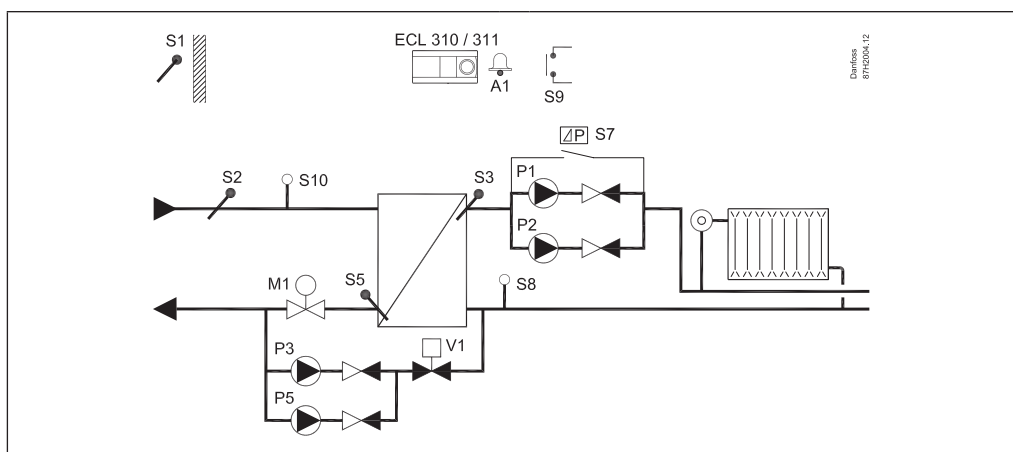 S1
ECL 310 / 311
A1
S9
Danfoss
87H2004.12
⊿P S7
S2
S10
S3
P1
P2
M1
S5
S8
P3
V1
P5